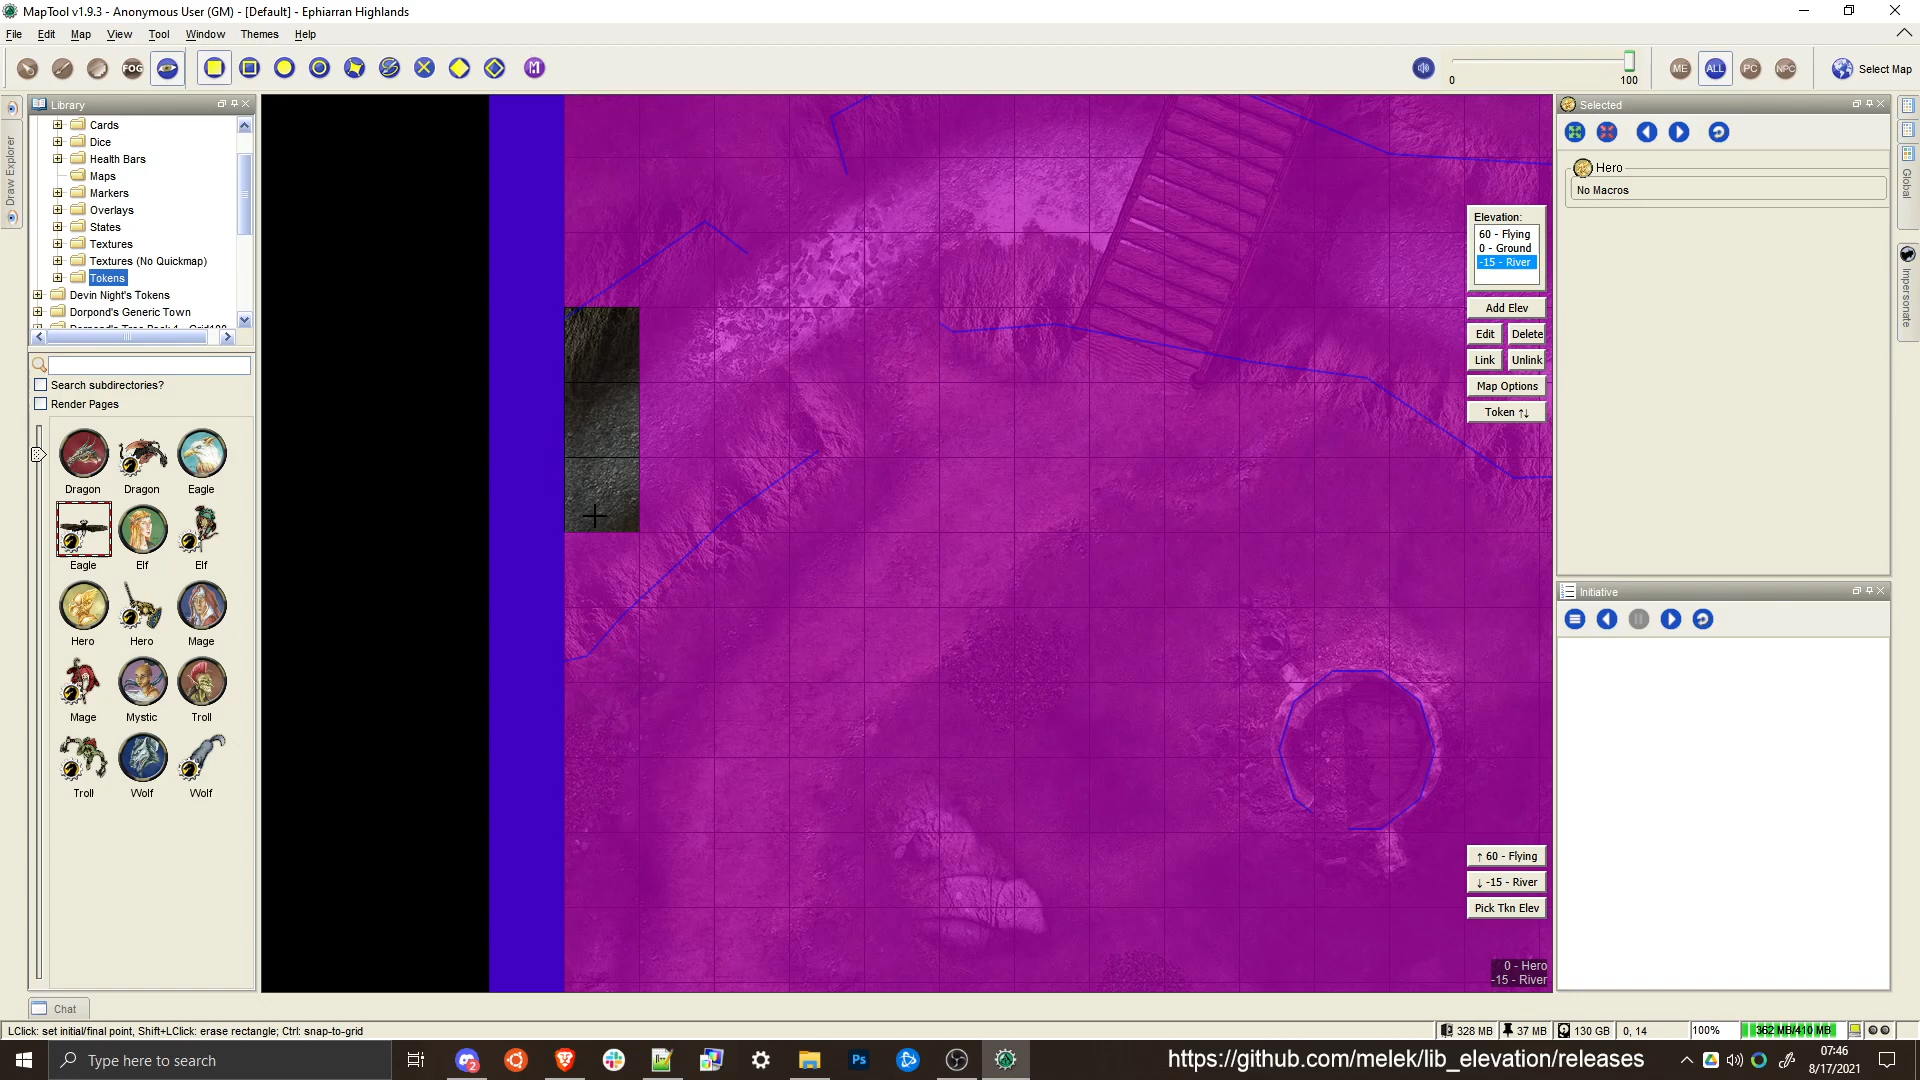 MapTool v1.9.3 - Anonymous User (GM) - [Default] - Ephiarran Highlands
File Edit Map View Tool Window Themes Help
FOG
M
0 100
ME ALL PC NPC
Select Map
Draw Explorer
Library
Cards
Dice
Health Bars
Maps
Markers
Overlays
States
Textures
Textures (No Quickmap)
Tokens
Devin Night's Tokens
Dorpond's Generic Town
Search subdirectories?
Render Pages
Dragon Dragon Eagle
Eagle Elf Elf
Hero Hero Mage
Mage Mystic Troll
Troll Wolf Wolf
Elevation:
60 - Flying
0 - Ground
-15 - River
Add Elev
Edit Delete
Link Unlink
Map Options
Token ↑↓
↑ 60 - Flying
↓ -15 - River
Pick Tkn Elev
0 - Hero
-15 - River
Selected
Hero
No Macros
Initiative
Global
Impersonate
Chat
LClick: set initial/final point, Shift+LClick: erase rectangle; Ctrl: snap-to-grid
328 MB 37 MB 130 GB 0, 14 100% 362 MB/410 MB
Type here to search
2
Ps
https://github.com/melek/lib_elevation/releases
07:46
8/17/2021